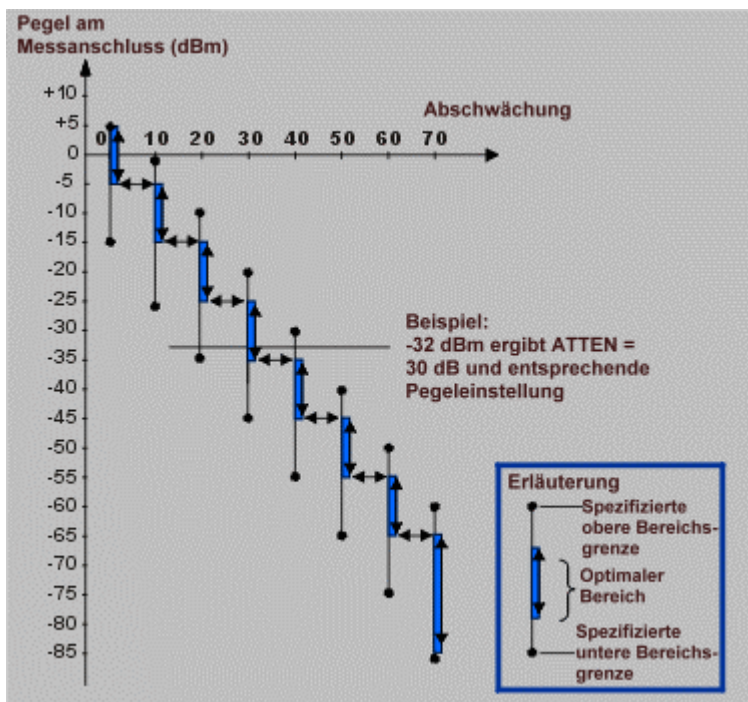 Pegel am
Messanschluss (dBm)
+10
Abschwächung
+5
0 10 20 30 40 50 60 70
0
-5
-10
-15
-20
-25
-30
Beispiel:
-32 dBm ergibt ATTEN =
30 dB und entsprechende
Pegeleinstellung
-35
-40
-45
-50
-55
-60
-65
-70
-75
-80
-85
Erläuterung
Spezifizierte
obere Bereichs-
grenze
Optimaler
Bereich
Spezifizierte
untere Bereichs-
grenze